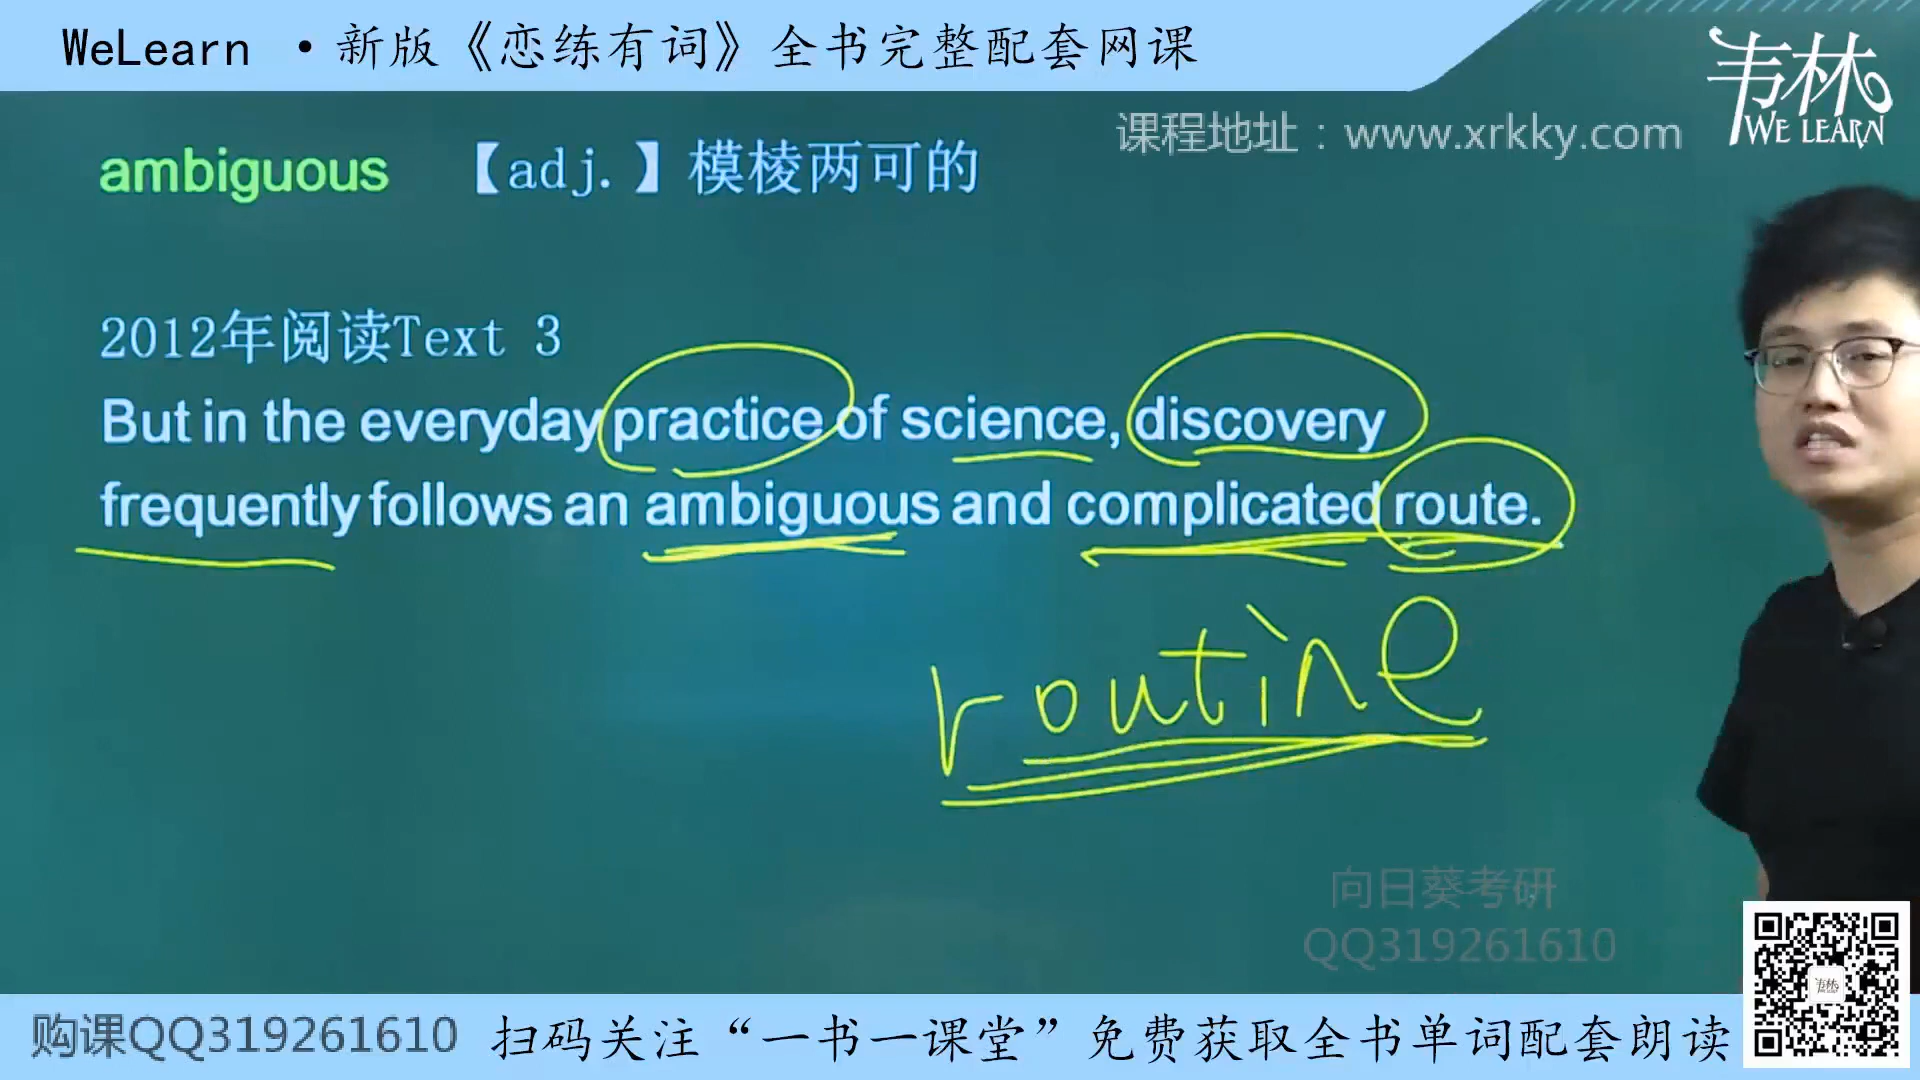 WeLearn ·新版《恋练有词》全书完整配套网课
韦林
WE LEARN
课程地址：www.xrkky.com
ambiguous 【adj.】模棱两可的
2012年阅读Text 3
But in the everyday practice of science, discovery
frequently follows an ambiguous and complicated route.
routine
向日葵考研
QQ319261610
韦林
购课QQ319261610 扫码关注“一书一课堂”免费获取全书单词配套朗读